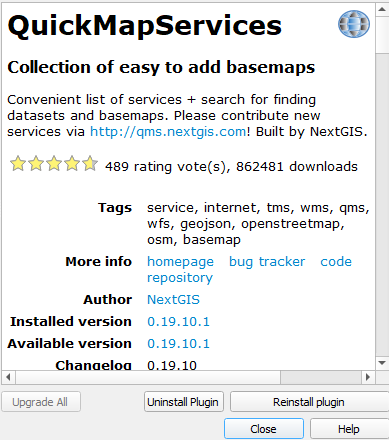 QuickMapServices
Collection of easy to add basemaps
Convenient list of services + search for finding
datasets and basemaps. Please contribute new
services via http://qms.nextgis.com! Built by NextGIS.
489 rating vote(s), 862481 downloads
Tags service, internet, tms, wms, qms,
wfs, geojson, openstreetmap,
osm, basemap
More info homepage bug tracker code
repository
Author NextGIS
Installed version 0.19.10.1
Available version 0.19.10.1
Changelog 0.19.10
Upgrade All Uninstall Plugin Reinstall plugin
Close Help